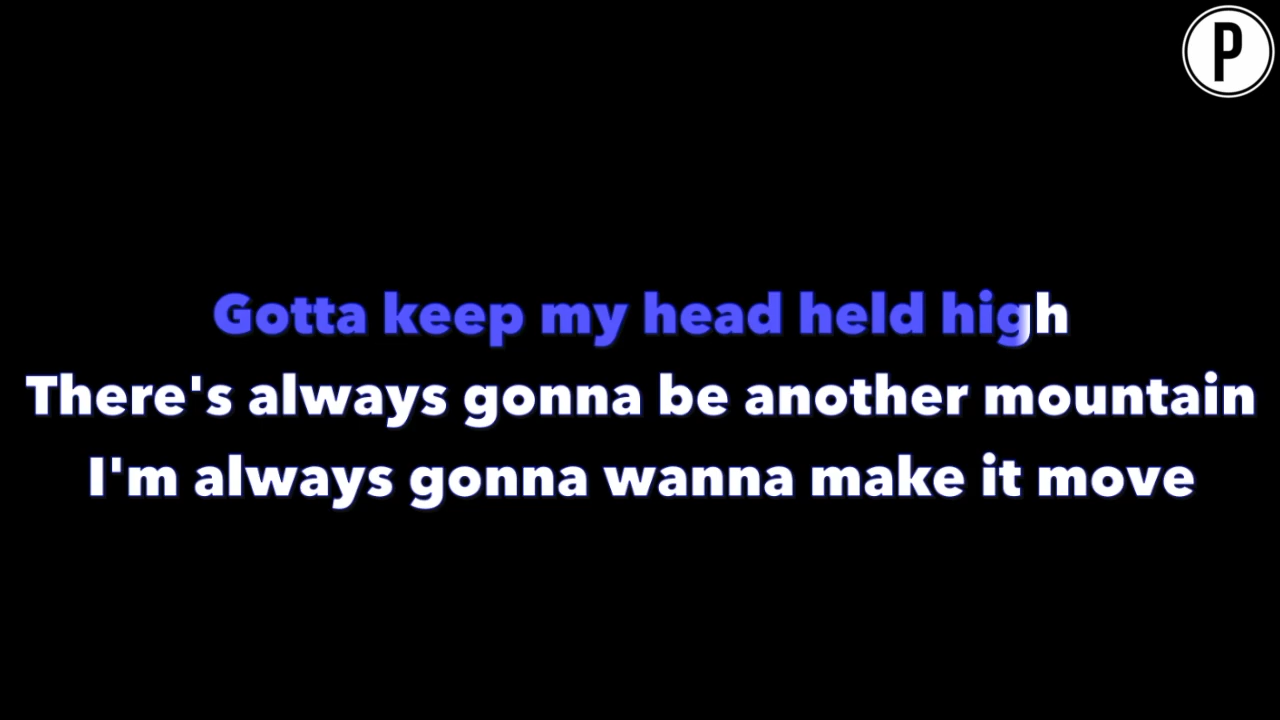 P
Gotta keep my head held high
There's always gonna be another mountain
I'm always gonna wanna make it move